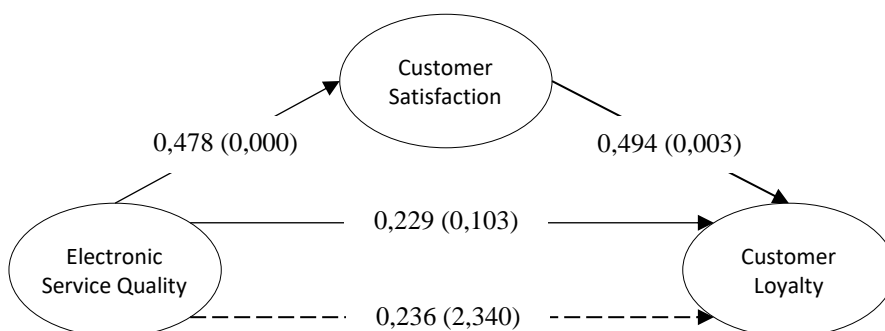 Customer
Satisfaction
0,478 (0,000)
0,494 (0,003)
0,229 (0,103)
Electronic
Service Quality
Customer
Loyalty
0,236 (2,340)